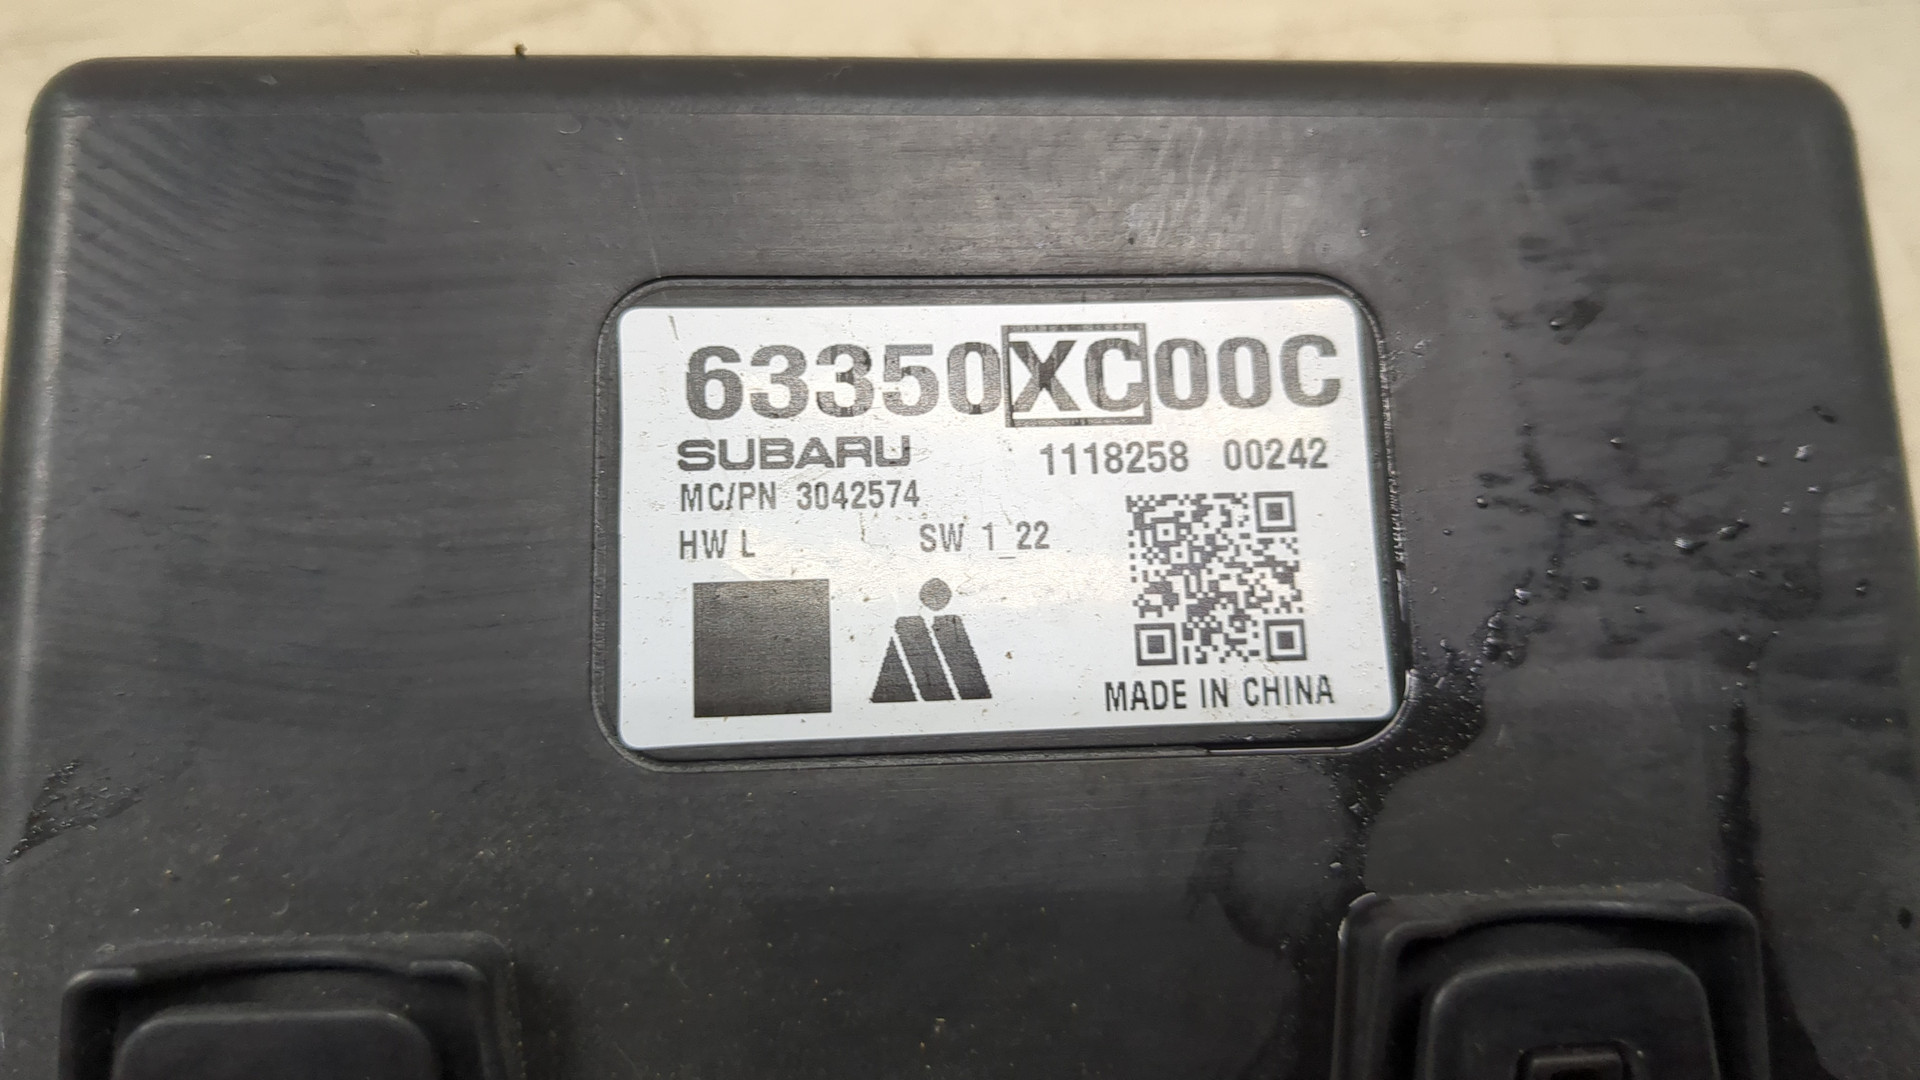 63350XC00C
SUBARU 1118258 00242
MC/PN 3042574
HW L SW 1_22
MADE IN CHINA